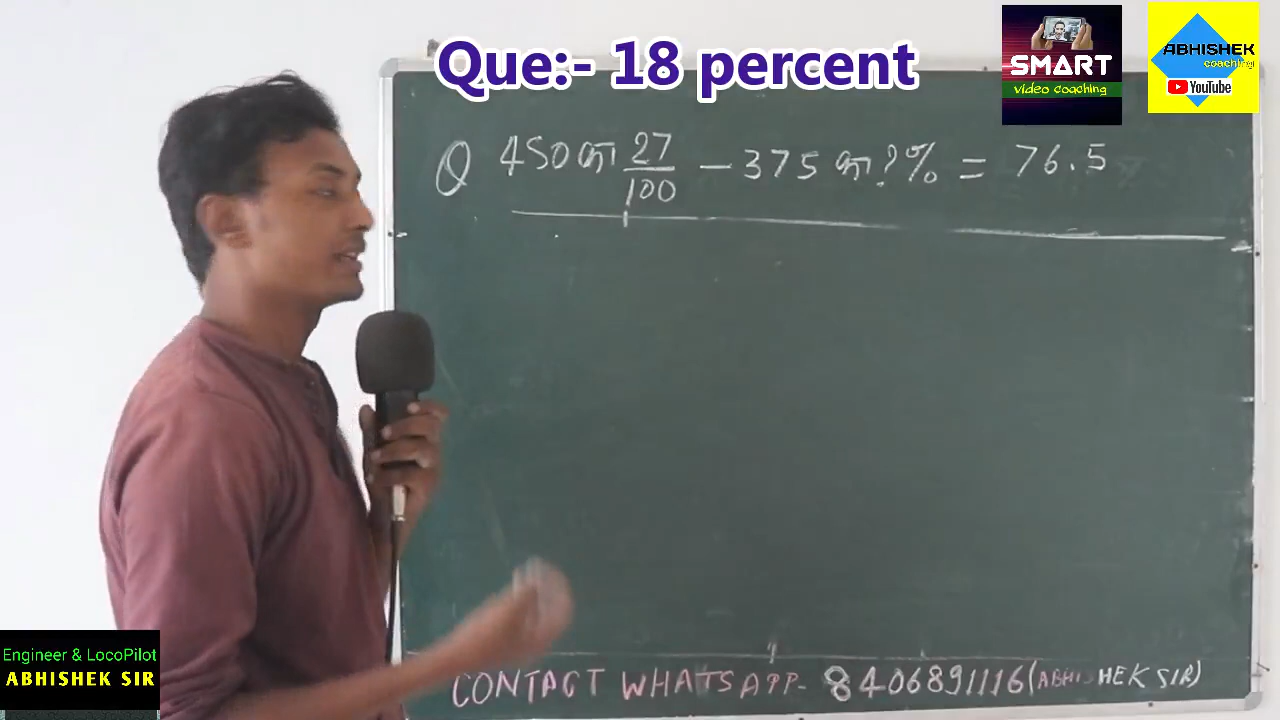 Que:- 18 percent
SMART
video coaching
ABHISHEK
coaching
YouTube
Q 450 का 27/100 - 375 का ? % = 76.5
Engineer & LocoPilot
ABHISHEK SIR
CONTACT WHATSAPP- 8406891116 (ABHISHEK SIR)